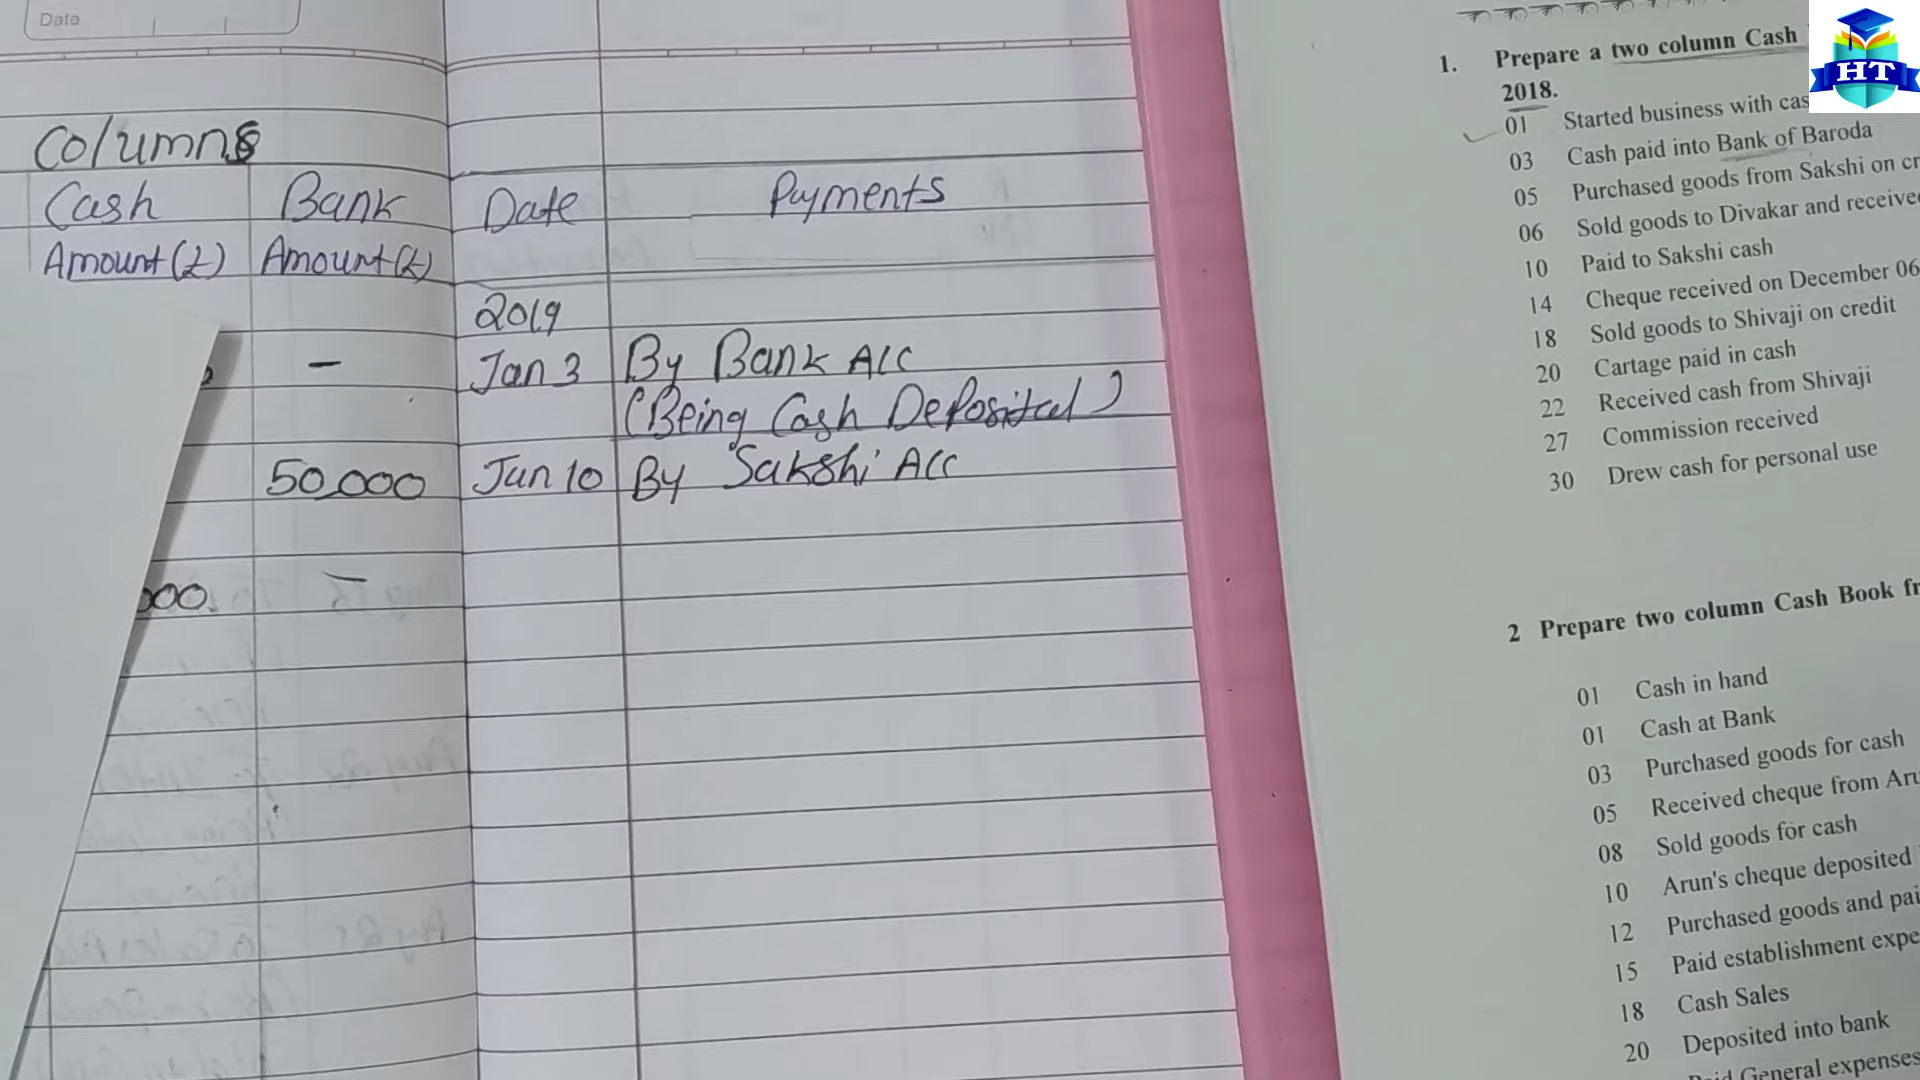 Date
Columns
Cash Bank Date Payments
Amount (₹) Amount (₹)
2019
- Jan 3 By Bank A/C
(Being Cash Deposited)
50,000 Jan 10 By Sakshi A/C
000. -
HT
1. Prepare a two column Cash
2018.
01 Started business with cas
03 Cash paid into Bank of Baroda
05 Purchased goods from Sakshi on cr
06 Sold goods to Divakar and receive
10 Paid to Sakshi cash
14 Cheque received on December 06
18 Sold goods to Shivaji on credit
20 Cartage paid in cash
22 Received cash from Shivaji
27 Commission received
30 Drew cash for personal use
2 Prepare two column Cash Book fr
01 Cash in hand
01 Cash at Bank
03 Purchased goods for cash
05 Received cheque from Aru
08 Sold goods for cash
10 Arun's cheque deposited
12 Purchased goods and pai
15 Paid establishment expe
18 Cash Sales
20 Deposited into bank
General expenses